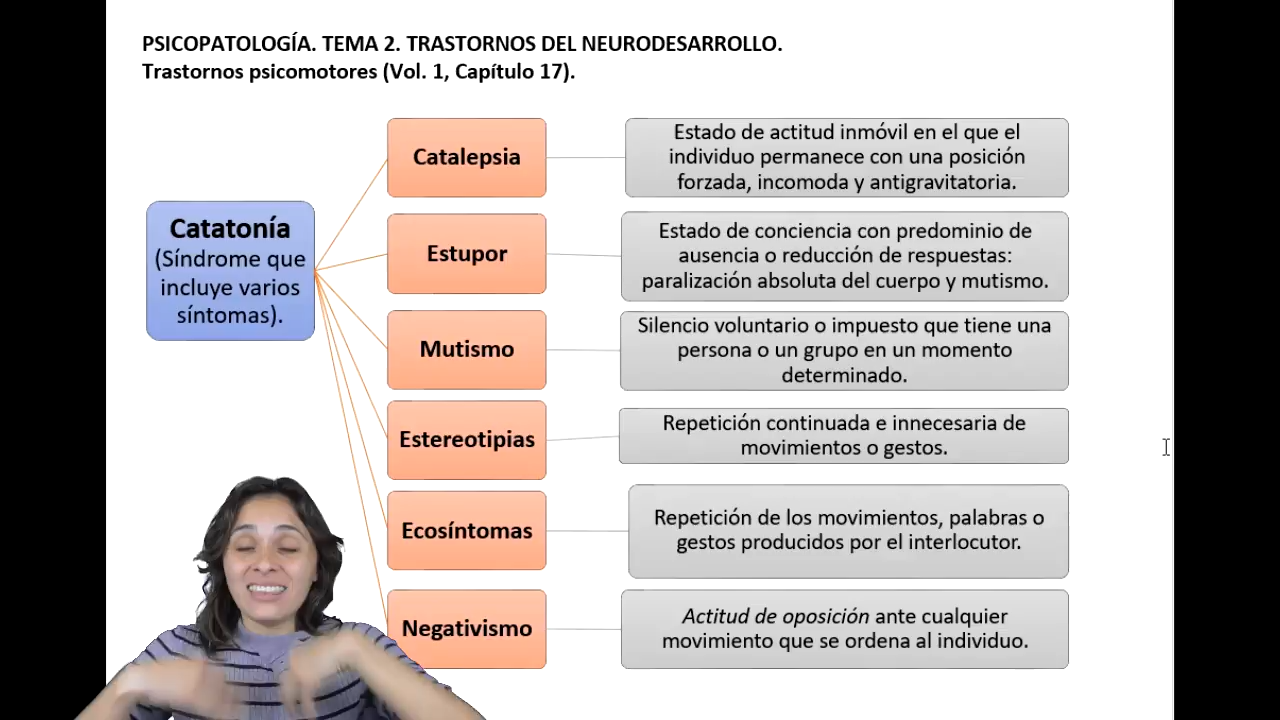 PSICOPATOLOGÍA. TEMA 2. TRASTORNOS DEL NEURODESARROLLO.
Trastornos psicomotores (Vol. 1, Capítulo 17).
Catatonía
(Síndrome que
incluye varios
síntomas).
Catalepsia
Estado de actitud inmóvil en el que el
individuo permanece con una posición
forzada, incomoda y antigravitatoria.
Estupor
Estado de conciencia con predominio de
ausencia o reducción de respuestas:
paralización absoluta del cuerpo y mutismo.
Mutismo
Silencio voluntario o impuesto que tiene una
persona o un grupo en un momento
determinado.
Estereotipias
Repetición continuada e innecesaria de
movimientos o gestos.
Ecosíntomas
Repetición de los movimientos, palabras o
gestos producidos por el interlocutor.
Negativismo
Actitud de oposición ante cualquier
movimiento que se ordena al individuo.